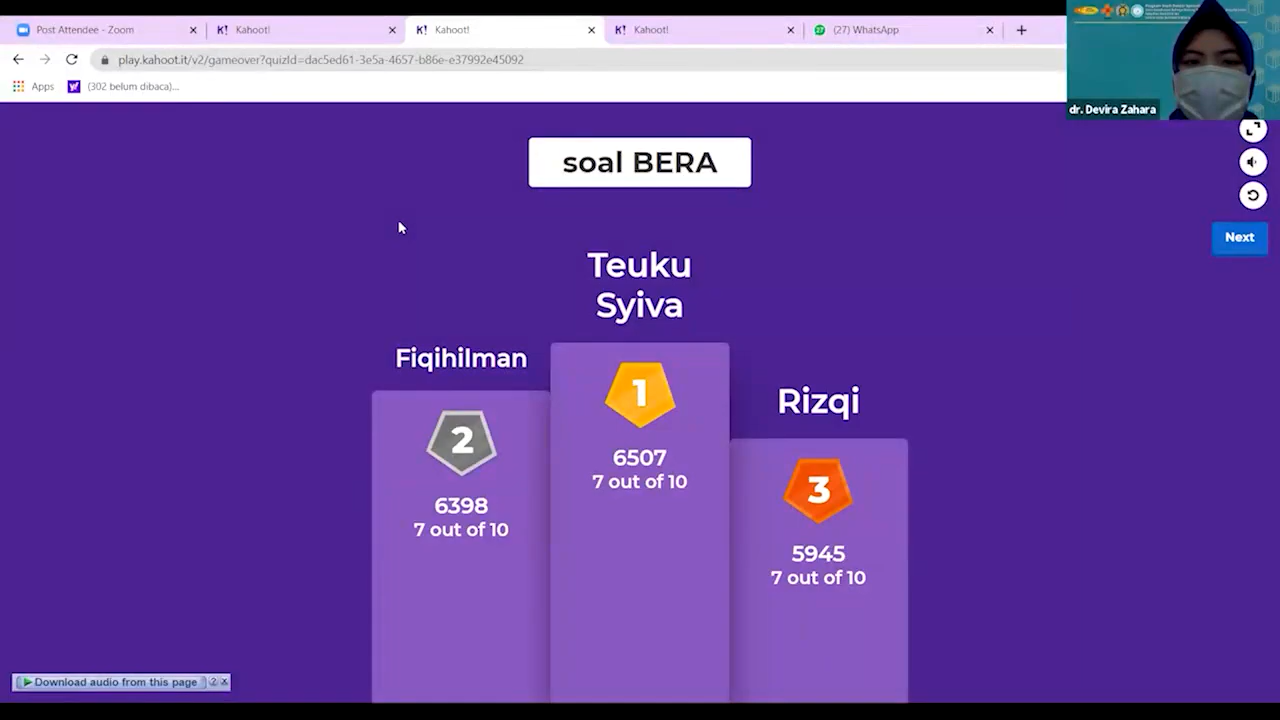 Post Attendee - Zoom
Kahoot!
Kahoot!
Kahoot!
(27) WhatsApp
play.kahoot.it/v2/gameover?quizId=dac5ed61-3e5a-4657-b86e-e37992e45092
Apps
(302 belum dibaca)...
dr. Devira Zahara
soal BERA
Next
Teuku
Syiva
Fiqihilman
Rizqi
1
6507
7 out of 10
2
6398
7 out of 10
3
5945
7 out of 10
Download audio from this page